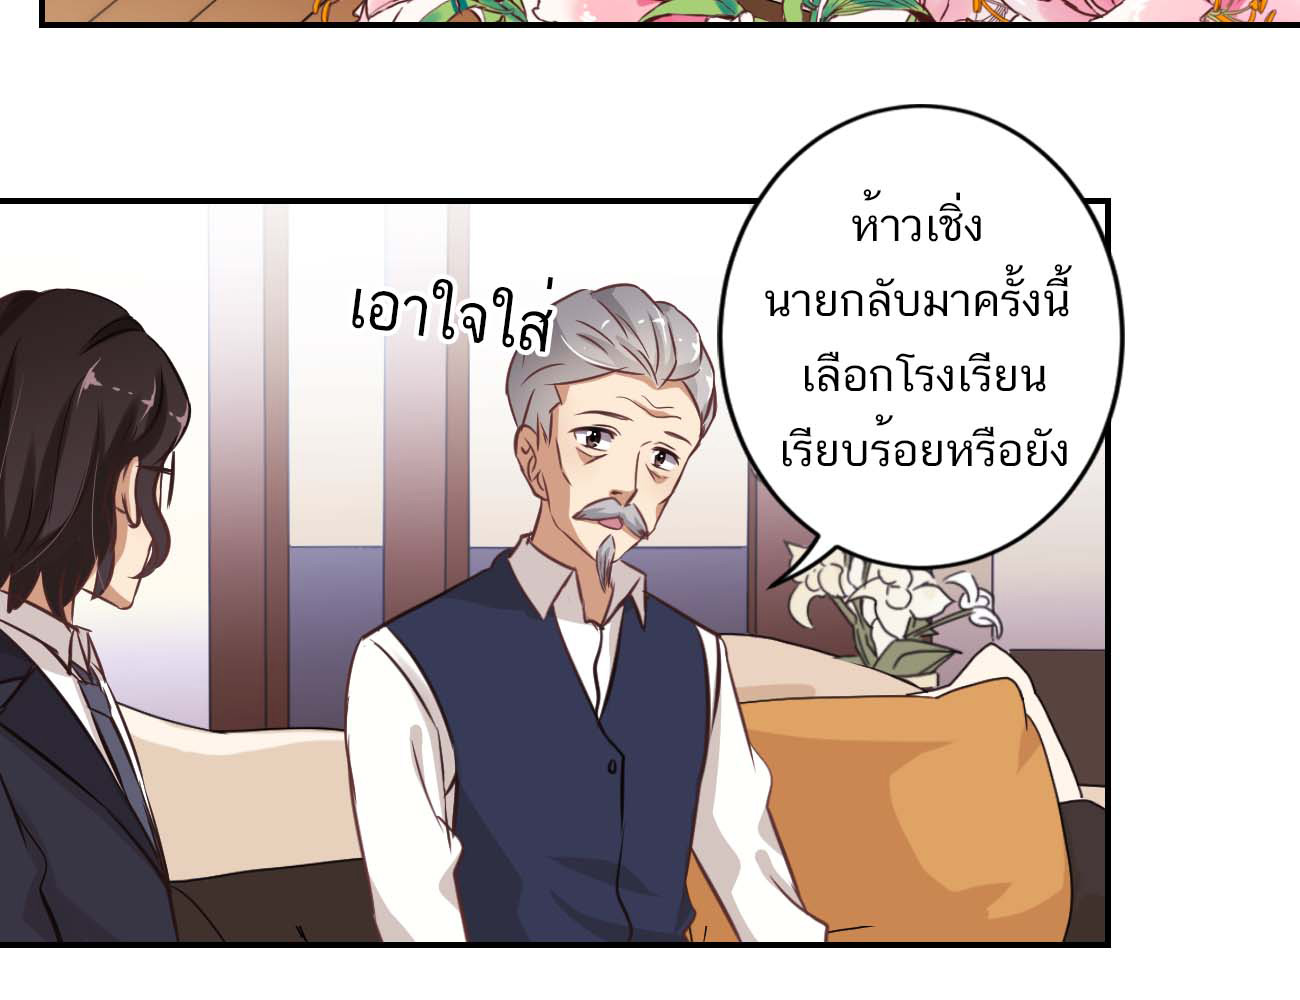 ห้าวเชิ่ง
นายกลับมาครั้งนี้
เลือกโรงเรียน
เรียบร้อยหรือยัง
เอาใจใส่